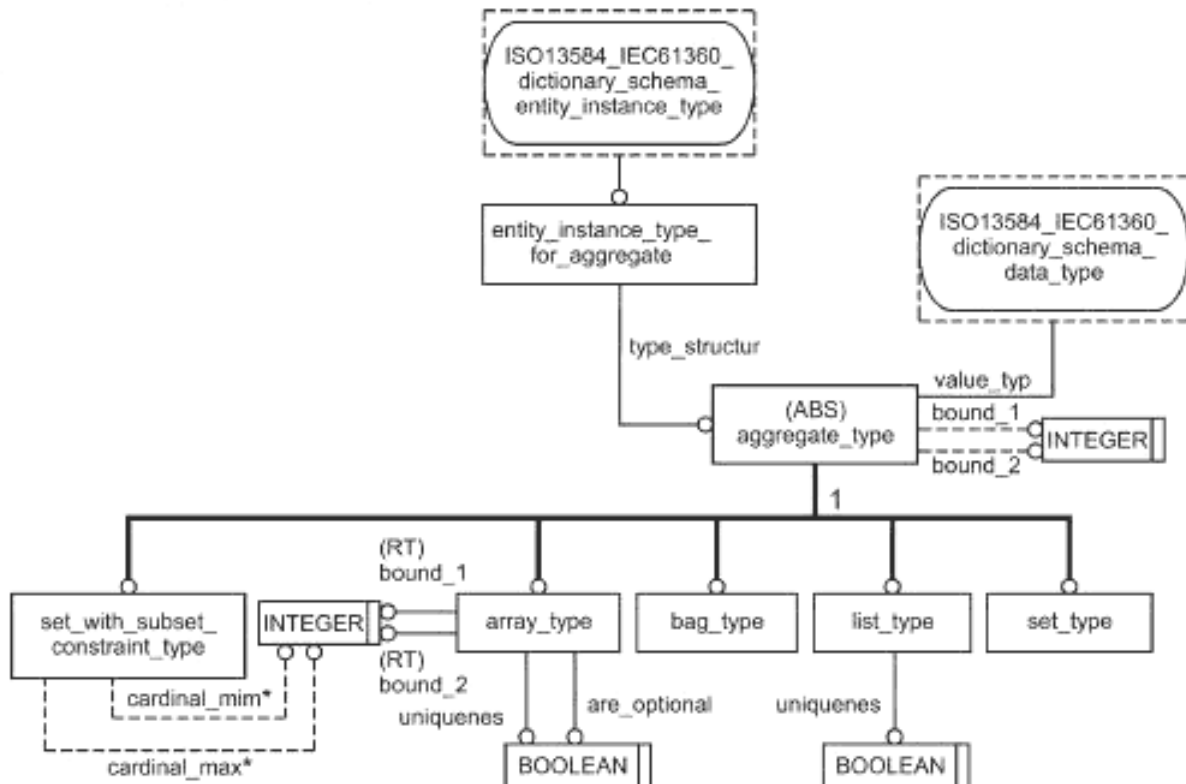 ISO13584_IEC61360_
dictionary_schema_
entity_instance_type
entity_instance_type_
for_aggregate
ISO13584_IEC61360_
dictionary_schema_
data_type
type_structur
value_typ
(ABS)
aggregate_type
bound_1
INTEGER
bound_2
1
(RT)
bound_1
set_with_subset_
constraint_type
INTEGER
array_type
bag_type
list_type
set_type
(RT)
bound_2
cardinal_mim*
uniquenes
are_optional
uniquenes
cardinal_max*
BOOLEAN
BOOLEAN